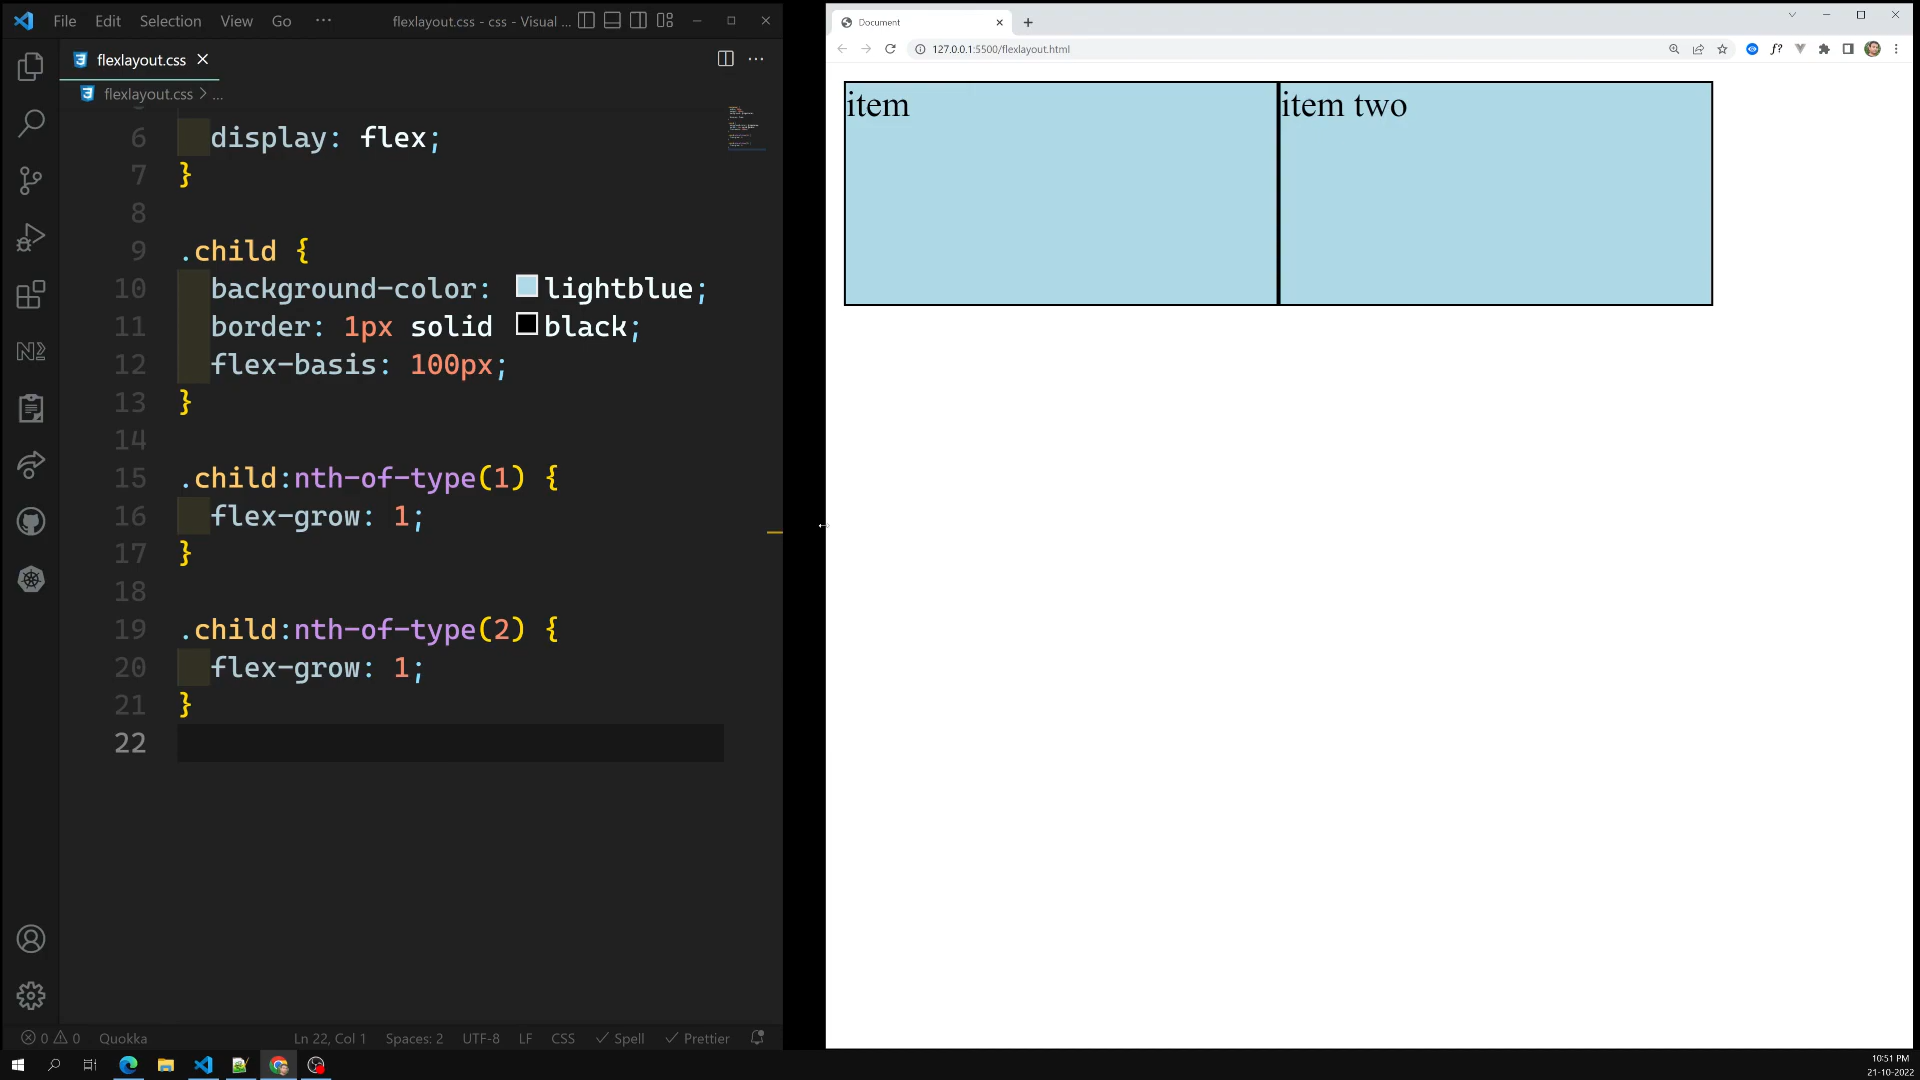 File Edit Selection View Go ··· flexlayout.css - css - Visual ...
flexlayout.css
flexlayout.css > ...
6 display: flex;
7 }
8
9 .child {
10 background-color: lightblue;
11 border: 1px solid black;
12 flex-basis: 100px;
13 }
14
15 .child:nth-of-type(1) {
16 flex-grow: 1;
17 }
18
19 .child:nth-of-type(2) {
20 flex-grow: 1;
21 }
22
0 0 Quokka Ln 22, Col 1 Spaces: 2 UTF-8 LF CSS Spell Prettier
Document
127.0.0.1:5500/flexlayout.html f?
item
item two
10:51 PM
21-10-2022